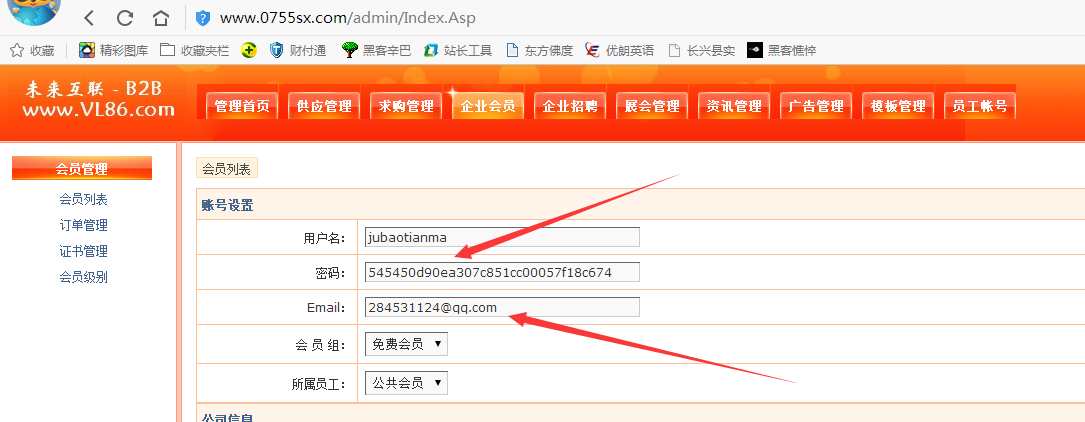 www.0755sx.com/admin/Index.Asp
收藏 精彩图库 收藏夹栏 财付通 黑客辛巴 站长工具 东方佛度 优朗英语 长兴县实 黑客憔悴
未来互联 - B2B
www.VL86.com
管理首页 供应管理 求购管理 企业会员 企业招聘 展会管理 资讯管理 广告管理 模板管理 员工帐号
会员管理
会员列表
订单管理
证书管理
会员级别
会员列表
账号设置
用户名： jubaotianma
密码： 545450d90ea307c851cc00057f18c674
Email： 284531124@qq.com
会 员 组： 免费会员
所属员工： 公共会员
公司信息